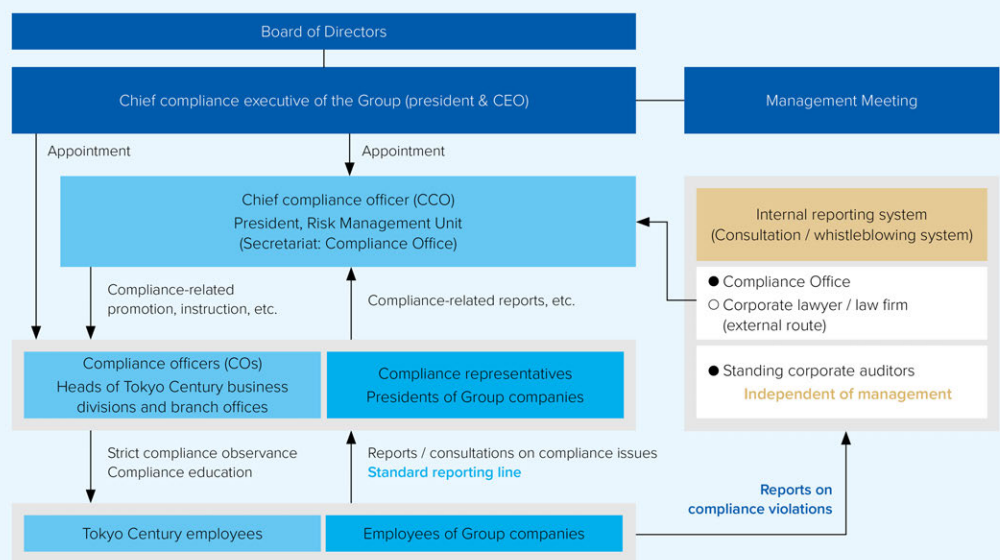 Board of Directors
Chief compliance executive of the Group (president & CEO)
Management Meeting
Appointment
Appointment
Chief compliance officer (CCO)
President, Risk Management Unit
(Secretariat: Compliance Office)
Internal reporting system
(Consultation / whistleblowing system)
● Compliance Office
○ Corporate lawyer / law firm
(external route)
● Standing corporate auditors
Independent of management
Compliance-related
promotion, instruction, etc.
Compliance-related reports, etc.
Compliance officers (COs)
Heads of Tokyo Century business
divisions and branch offices
Compliance representatives
Presidents of Group companies
Strict compliance observance
Compliance education
Reports / consultations on compliance issues
Standard reporting line
Reports on
compliance violations
Tokyo Century employees
Employees of Group companies